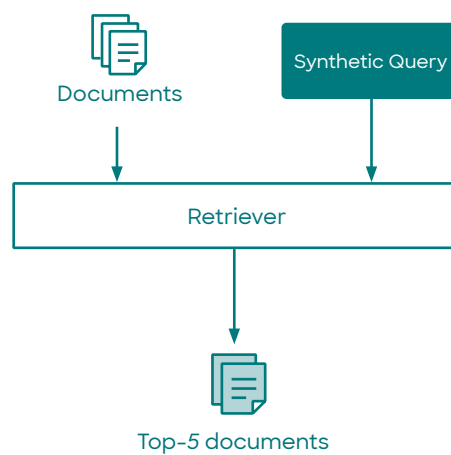 Documents
Synthetic Query
Retriever
Top-5 documents